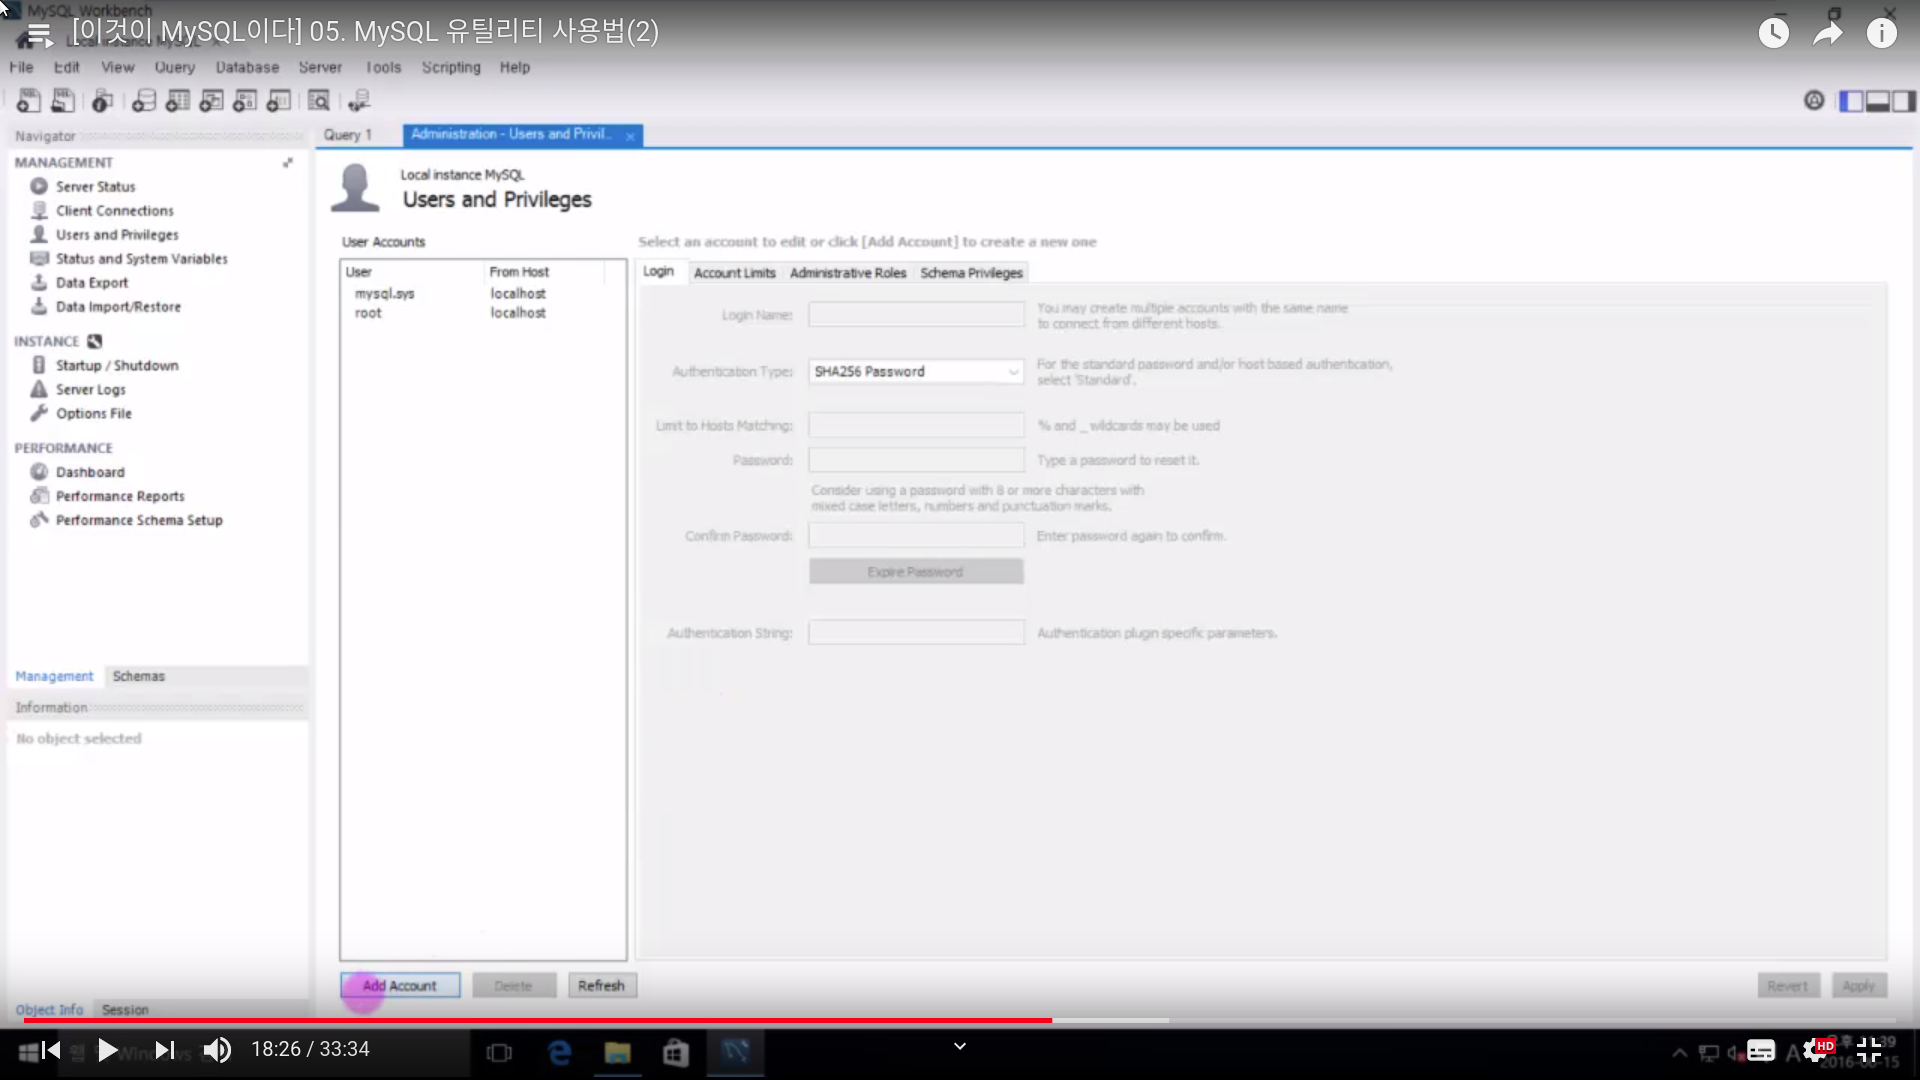 MySQL Workbench
[이것이 MySQL이다] 05. MySQL 유틸리티 사용법(2)
File Edit View Query Database Server Tools Scripting Help
Navigator
MANAGEMENT
Server Status
Client Connections
Users and Privileges
Status and System Variables
Data Export
Data Import/Restore
INSTANCE
Startup / Shutdown
Server Logs
Options File
PERFORMANCE
Dashboard
Performance Reports
Performance Schema Setup
Management Schemas
Information
No object selected
Object Info Session
Query 1 Administration - Users and Privil...
Local instance MySQL
Users and Privileges
User Accounts
User From Host
mysql.sys localhost
root localhost
Add Account Delete Refresh
Select an account to edit or click [Add Account] to create a new one
Login Account Limits Administrative Roles Schema Privileges
Login Name: You may create multiple accounts with the same name
to connect from different hosts.
Authentication Type: SHA256 Password For the standard password and/or host based authentication,
select 'Standard'.
Limit to Hosts Matching: % and _ wildcards may be used
Password: Type a password to reset it.
Consider using a password with 8 or more characters with
mixed case letters, numbers and punctuation marks.
Confirm Password: Enter password again to confirm.
Expire Password
Authentication String: Authentication plugin specific parameters.
Revert Apply
18:26 / 33:34
HD